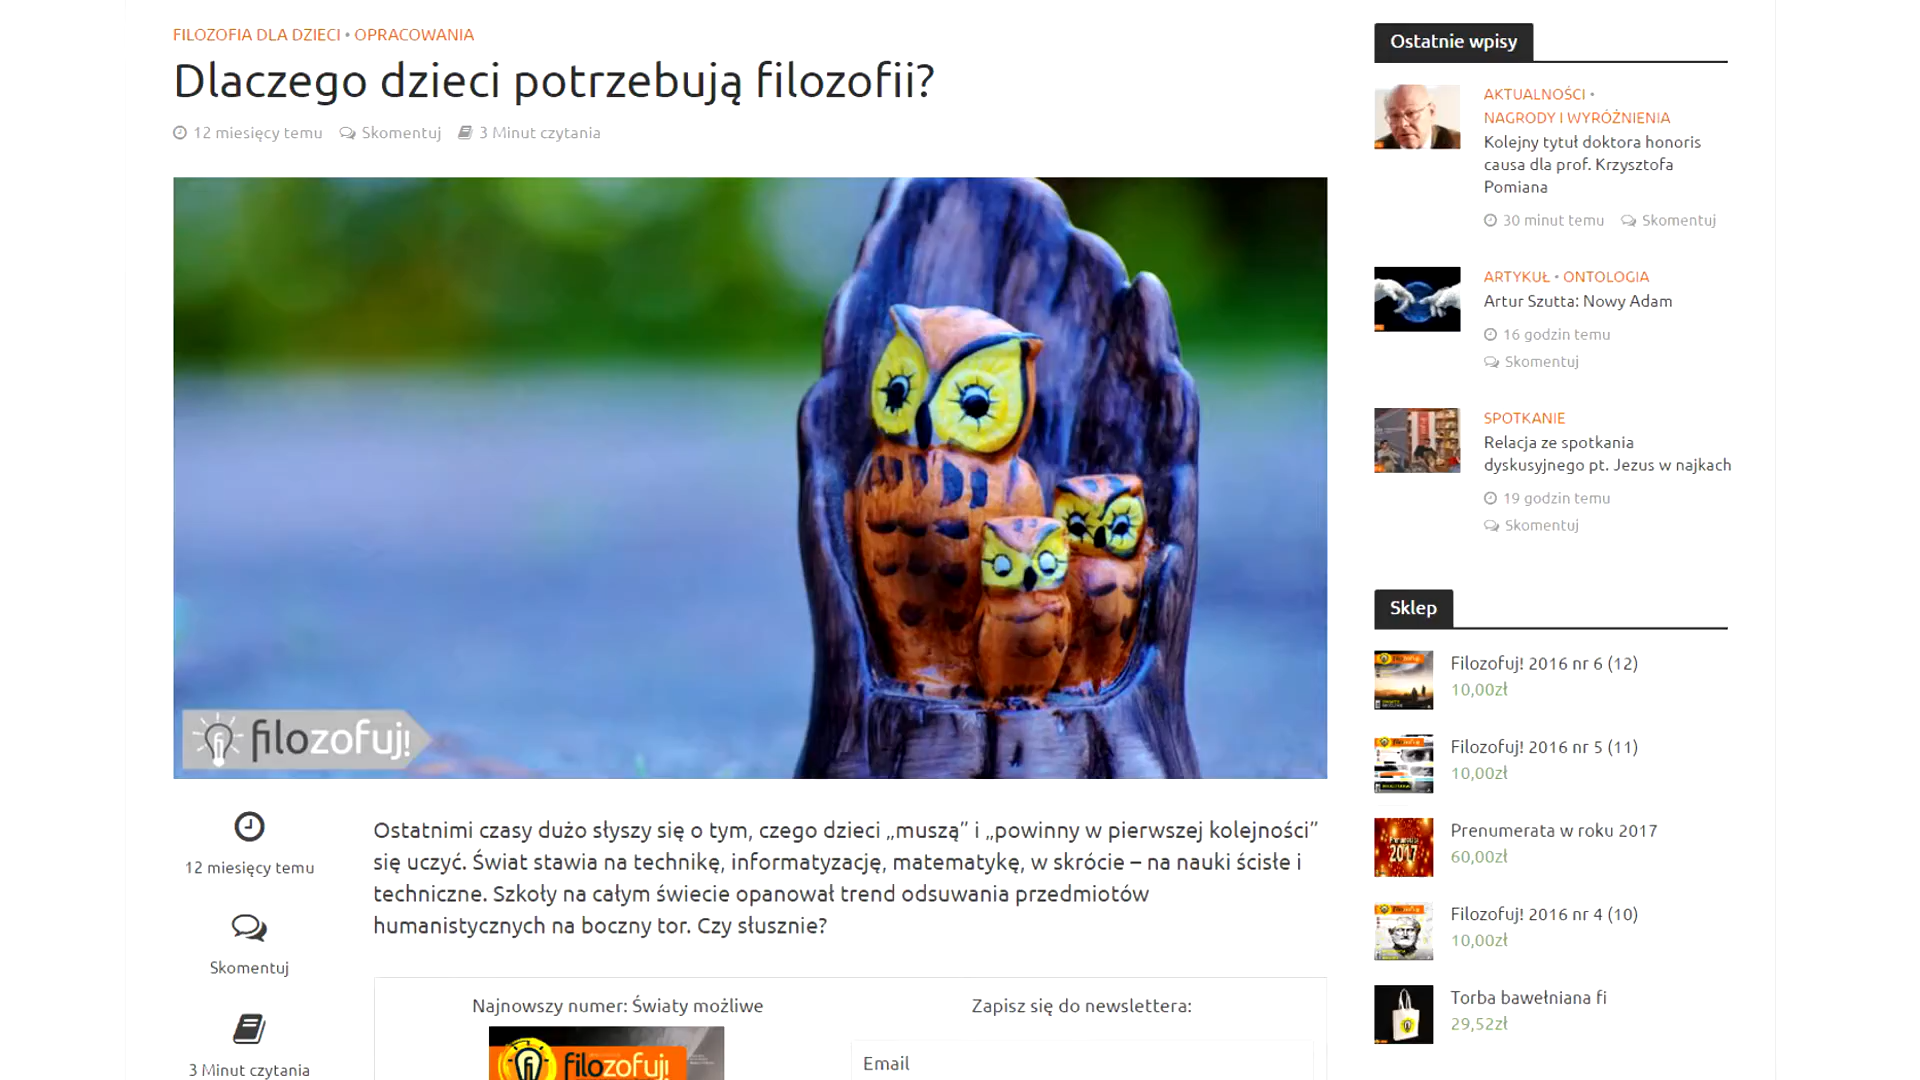 FILOZOFIA DLA DZIECI • OPRACOWANIA
Dlaczego dzieci potrzebują filozofii?
12 miesięcy temu Skomentuj 3 Minut czytania
filozofuj!
12 miesięcy temu
Skomentuj
3 Minut czytania
Ostatnimi czasy dużo słyszy się o tym, czego dzieci „muszą” i „powinny w pierwszej kolejności”
się uczyć. Świat stawia na technikę, informatyzację, matematykę, w skrócie – na nauki ścisłe i
techniczne. Szkoły na całym świecie opanował trend odsuwania przedmiotów
humanistycznych na boczny tor. Czy słusznie?
Najnowszy numer: Światy możliwe
filozofuj!
Zapisz się do newslettera:
Email
Ostatnie wpisy
AKTUALNOŚCI •
NAGRODY I WYRÓŻNIENIA
Kolejny tytuł doktora honoris
causa dla prof. Krzysztofa
Pomiana
30 minut temu Skomentuj
ARTYKUŁ • ONTOLOGIA
Artur Szutta: Nowy Adam
16 godzin temu
Skomentuj
SPOTKANIE
Relacja ze spotkania
dyskusyjnego pt. Jezus w najkach
19 godzin temu
Skomentuj
Sklep
Filozofuj! 2016 nr 6 (12)
10,00zł
Filozofuj! 2016 nr 5 (11)
10,00zł
2017
Prenumerata w roku 2017
60,00zł
Filozofuj! 2016 nr 4 (10)
10,00zł
Torba bawełniana fi
29,52zł